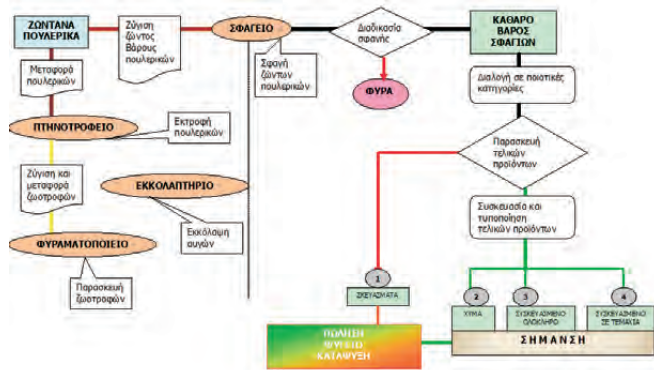 ΖΩΝΤΑΝΑ
ΠΟΥΛΕΡΙΚΑ
Ζύγιση
ζώντος
Βάρους
πουλερικών
ΣΦΑΓΕΙΟ
Διαδικασία
σφαγής
ΚΑΘΑΡΟ
ΒΑΡΟΣ
ΣΦΑΓΙΩΝ
Μεταφορά
πουλερικών
Σφαγή
ζώντων
πουλερικών
ΦΥΡΑ
Διαλογή σε ποιοτικές
κατηγορίες
ΠΤΗΝΟΤΡΟΦΕΙΟ
Εκτροφή
πουλερικών
Παρασκευή
τελικών
προϊόντων
Ζύγιση και
μεταφορά
ζωοτροφών
ΕΚΚΟΛΑΠΤΗΡΙΟ
Εκκόλαψη
αυγών
Συσκευασία και
τυποποίηση
τελικών προϊόντων
ΦΥΡΑΜΑΤΟΠΟΙΕΙΟ
Παρασκευή
ζωοτροφών
1
ΣΚΕΥΑΣΜΑΤΑ
2
ΧΥΜΑ
3
ΣΥΣΚΕΥΑΣΜΕΝΟ
ΟΛΟΚΛΗΡΟ
4
ΣΥΣΚΕΥΑΣΜΕΝΟ
ΣΕ ΤΕΜΑΧΙΑ
ΠΩΛΗΣΗ
ΨΥΓΕΙΟ
ΚΑΤΑΨΥΞΗ
ΣΗΜΑΝΣΗ